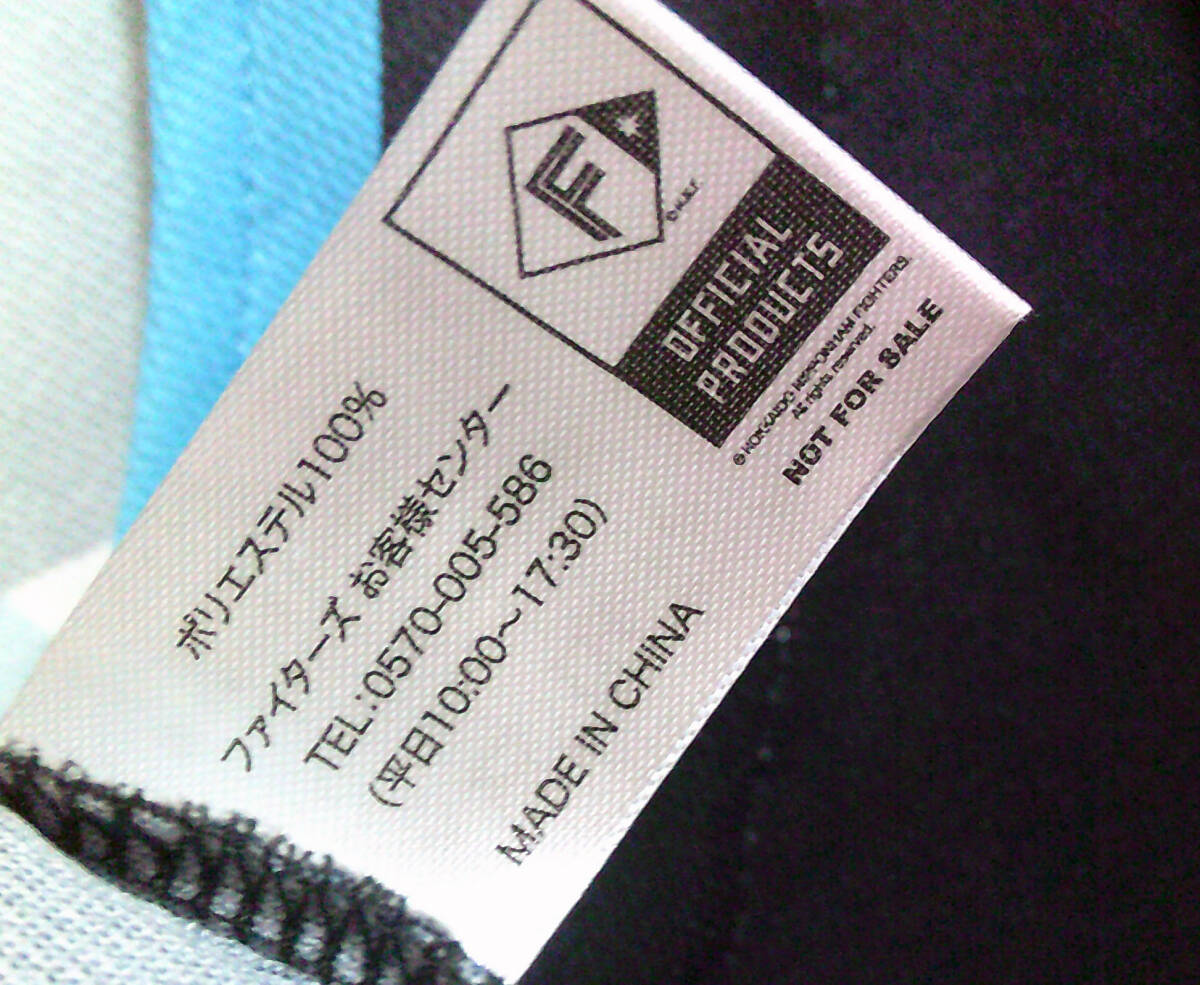 F
© H.N.F.
OFFICIAL
PRODUCTS
© HOKKAIDO NIPPONHAM FIGHTERS.
All rights reserved.
NOT FOR SALE
ポリエステル100%
ファイターズ お客様センター
TEL:0570-005-586
(平日10:00~17:30)
MADE IN CHINA